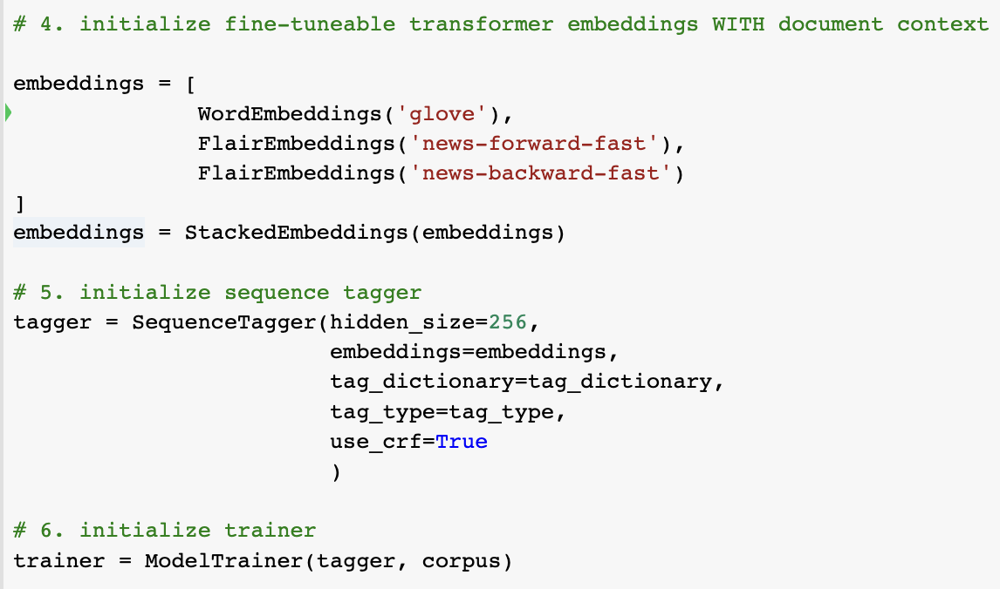 # 4. initialize fine-tuneable transformer embeddings WITH document context
embeddings = [
WordEmbeddings('glove'),
FlairEmbeddings('news-forward-fast'),
FlairEmbeddings('news-backward-fast')
]
embeddings = StackedEmbeddings(embeddings)
# 5. initialize sequence tagger
tagger = SequenceTagger(hidden_size=256,
embeddings=embeddings,
tag_dictionary=tag_dictionary,
tag_type=tag_type,
use_crf=True
)
# 6. initialize trainer
trainer = ModelTrainer(tagger, corpus)